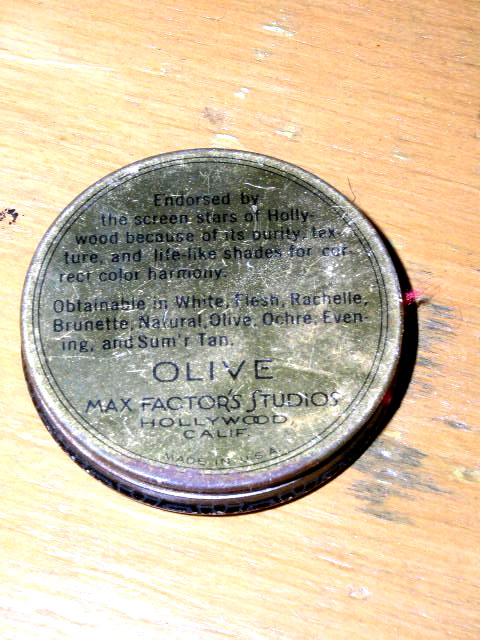 Endorsed by
the screen stars of Holly-
wood because of its purity, tex-
ture, and life-like shades for cor-
rect color harmony.
Obtainable in White, Flesh, Rachelle,
Brunette, Natural, Olive, Ochre, Even-
ing, and Sum'r Tan.
OLIVE
MAX FACTOR'S STUDIOS
HOLLYWOOD,
CALIF.
MADE IN U.S.A.